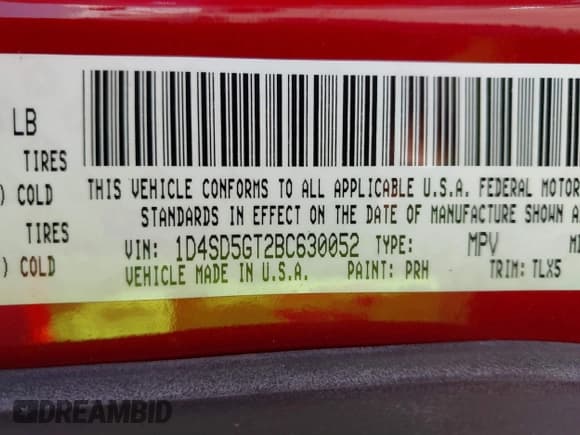 LB
TIRES
) COLD
TIRES
) COLD
THIS VEHICLE CONFORMS TO ALL APPLICABLE U.S.A. FEDERAL MOTOR
STANDARDS IN EFFECT ON THE DATE OF MANUFACTURE SHOWN A
VIN: 1D4SD5GT2BC630052 TYPE: MPV
VEHICLE MADE IN U.S.A. PAINT: PRH TRIM: TLX5
DREAMBID